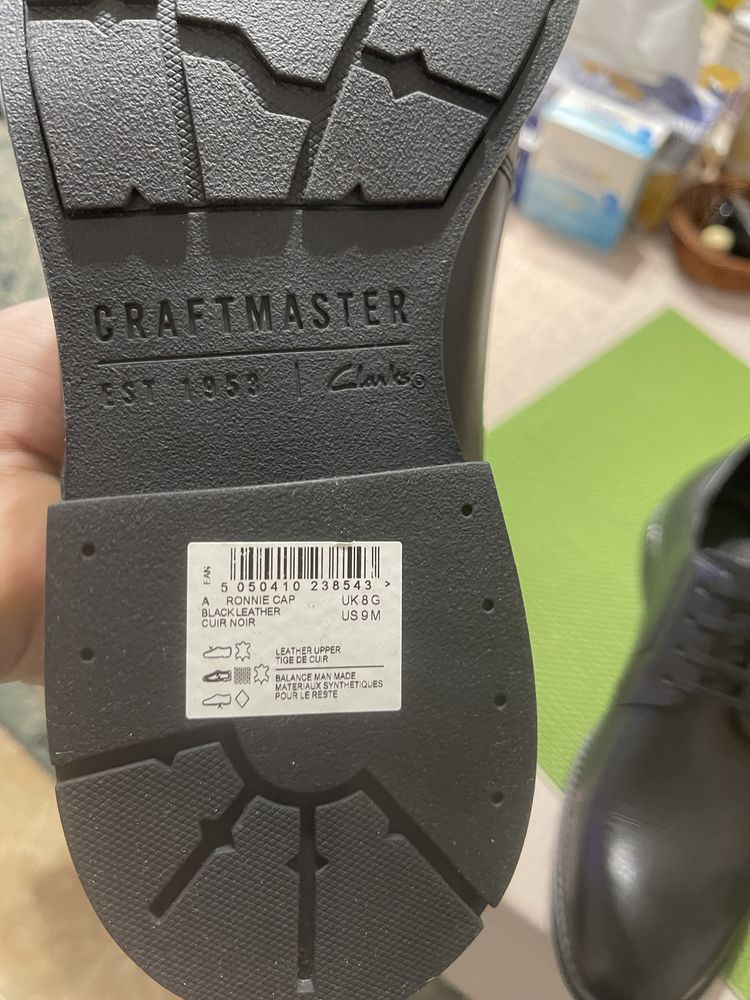 CRAFTMASTER
EST 1953 | Clarks®
EAN
5 050410 238543 >
A RONNIE CAP UK 8 G
BLACK LEATHER US 9 M
CUIR NOIR
LEATHER UPPER
TIGE DE CUIR
BALANCE MAN MADE
MATERIAUX SYNTHETIQUES
POUR LE RESTE